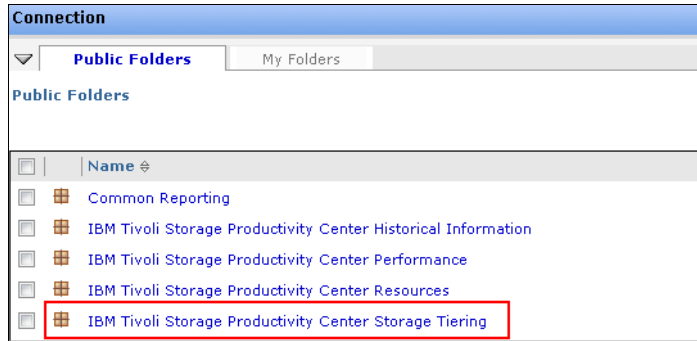 Connection
Public Folders My Folders
Public Folders
Name
Common Reporting
IBM Tivoli Storage Productivity Center Historical Information
IBM Tivoli Storage Productivity Center Performance
IBM Tivoli Storage Productivity Center Resources
IBM Tivoli Storage Productivity Center Storage Tiering